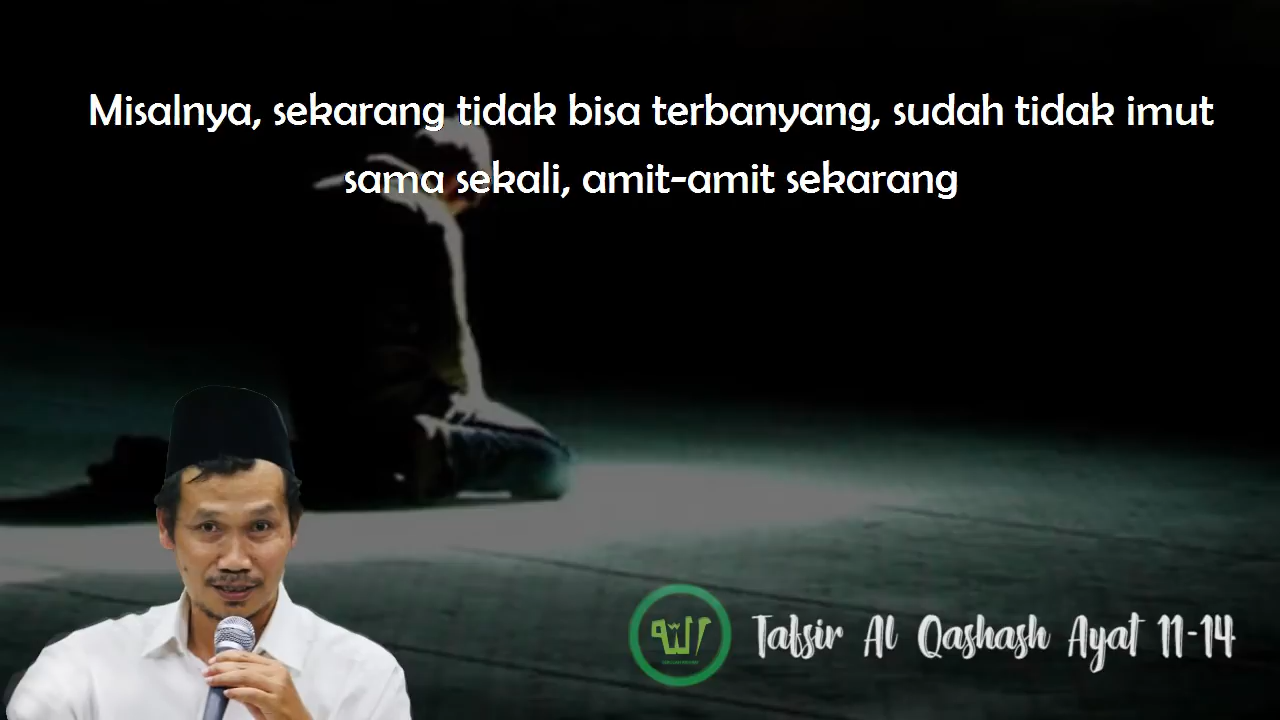 Misalnya, sekarang tidak bisa terbanyang, sudah tidak imut
sama sekali, amit-amit sekarang
Tafsir Al Qashash Ayat 11-14